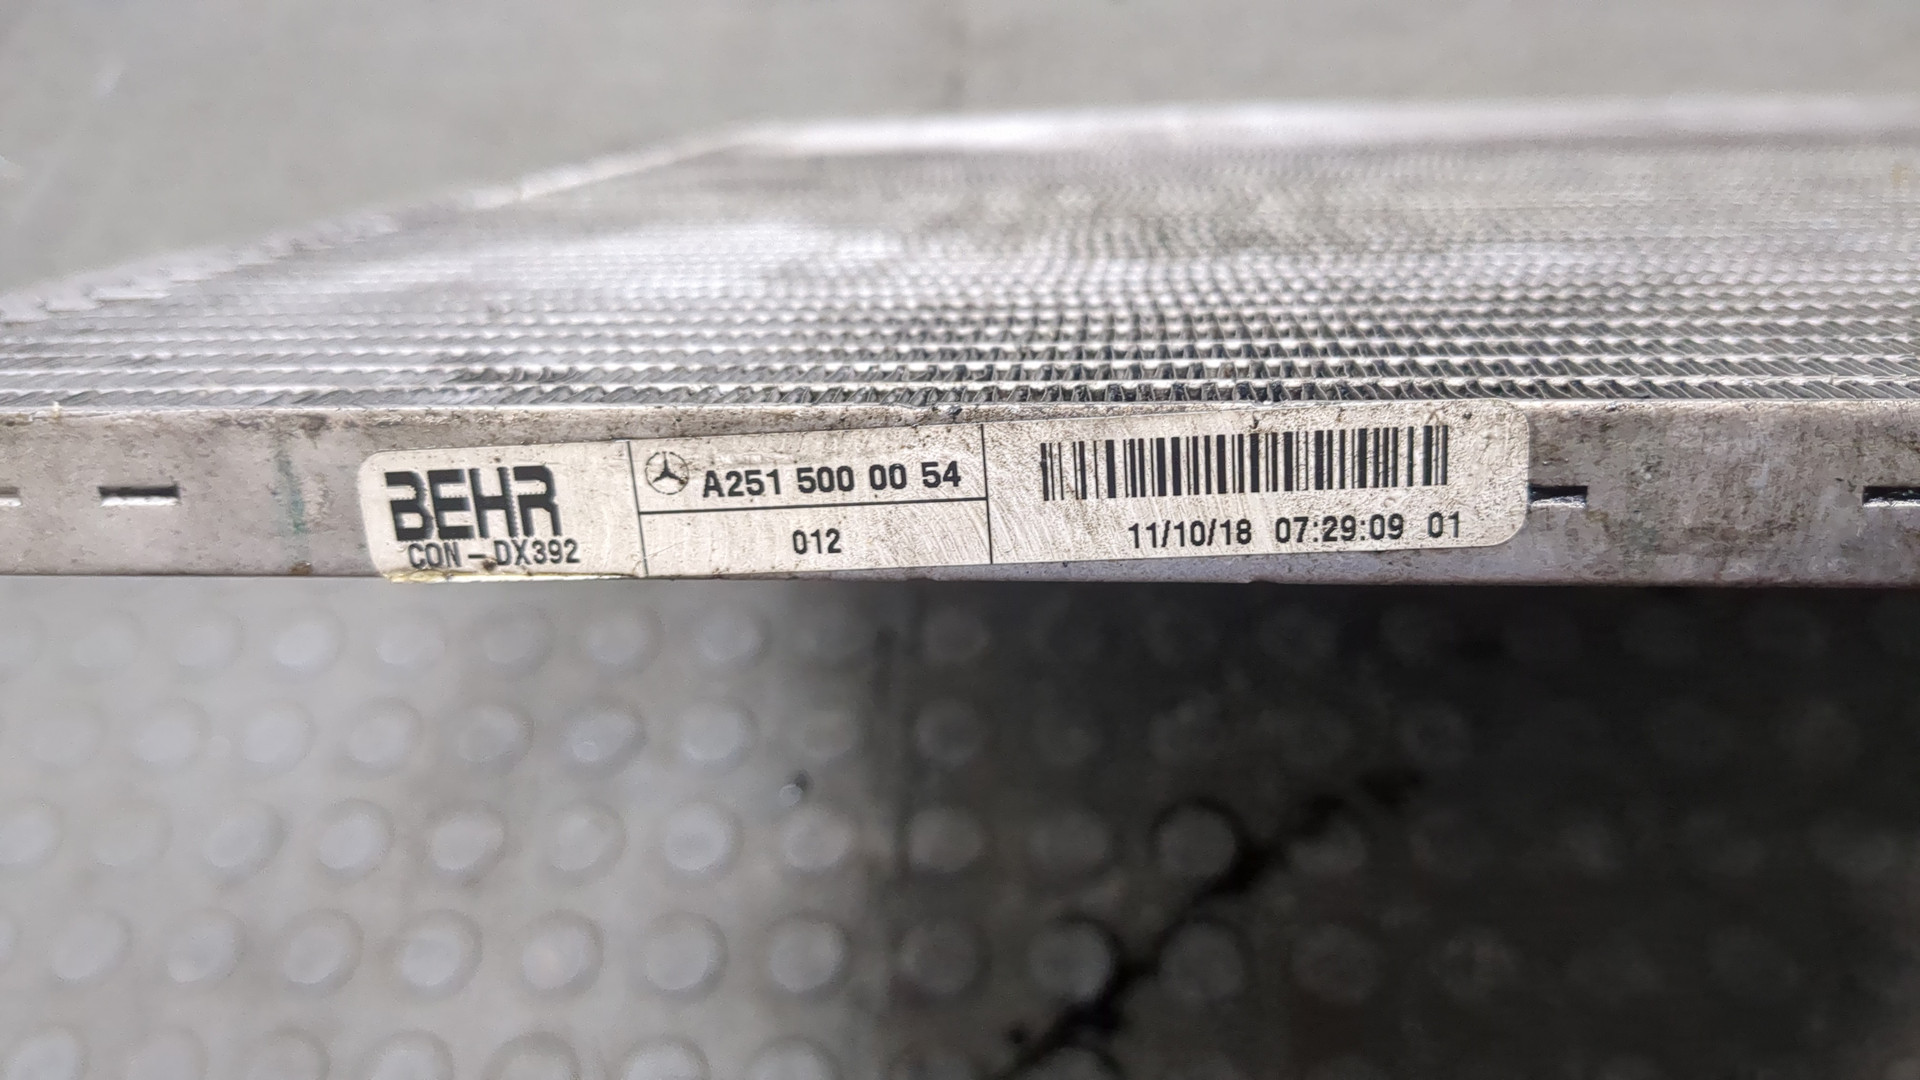 BEHR
CON-DX392
A251 500 00 54
012
11/10/18 07:29:09 01